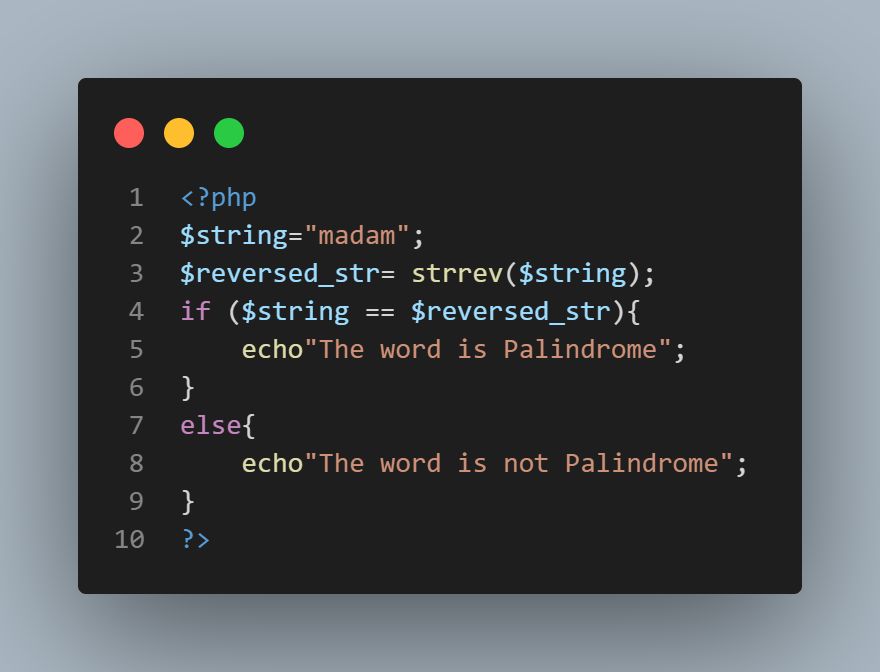 1 <?php
2 $string="madam";
3 $reversed_str= strrev($string);
4 if ($string == $reversed_str){
5     echo"The word is Palindrome";
6 }
7 else{
8     echo"The word is not Palindrome";
9 }
10 ?>